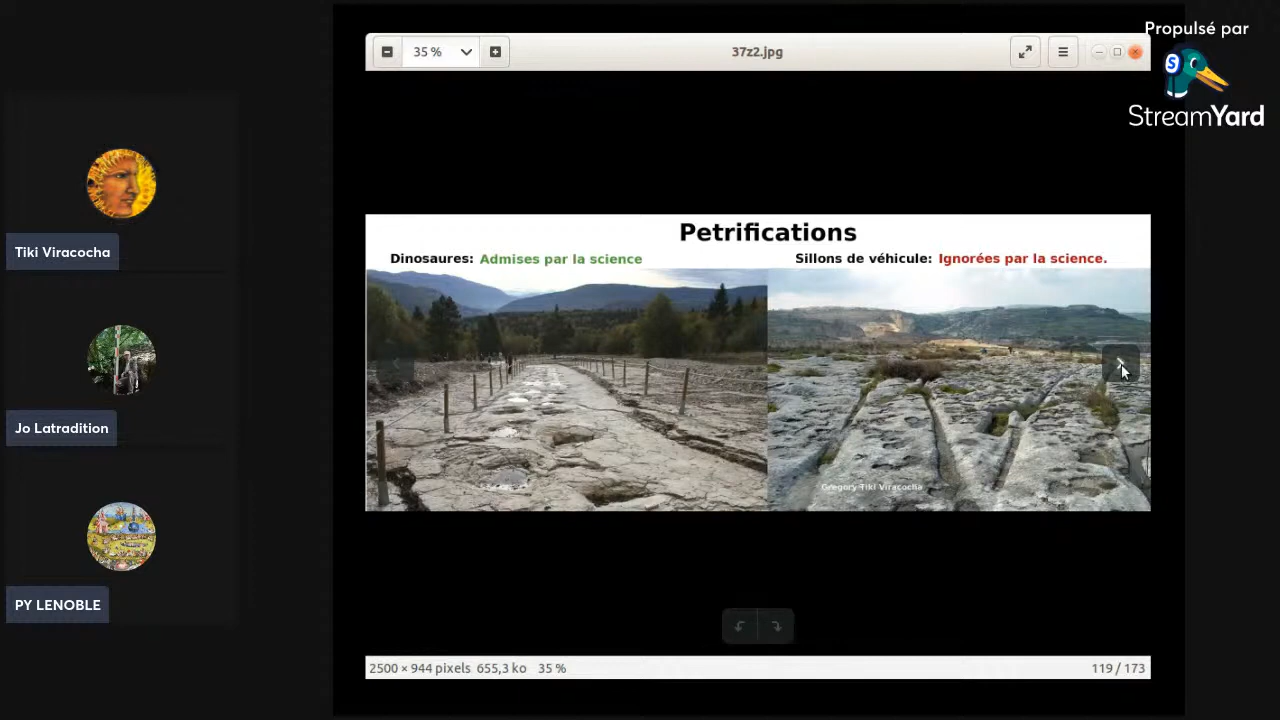 Propulsé par
StreamYard
35 %
37z2.jpg
Tiki Viracocha
Jo Latradition
PY LENOBLE
Petrifications
Dinosaures: Admises par la science
Sillons de véhicule: Ignorées par la science.
Gregory Tiki Viracocha
2500 × 944 pixels 655,3 ko 35 %
119 / 173